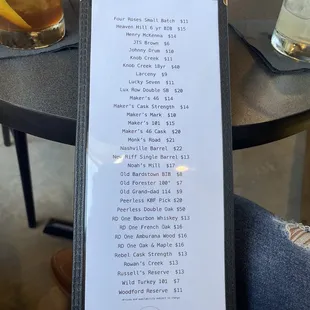 Four Roses Small Batch $11
Heaven Hill 6 yr BIB $15
Henry McKenna $14
JTS Brown $6
Johnny Drum $10
Knob Creek $11
Knob Creek 18yr $40
Larceny $9
Lucky Seven $11
Lux Row Double $20
Maker's 46 $14
Maker's Cask Strength $14
Maker's Mark $10
Maker's 101 $15
Maker's 46 Cask $20
Monk's Road $21
Nashville Barrel $22
New Riff Single Barrel $13
Noah's Mill $17
Old Bardstown BIB $8
Old Forester 100° $7
Old Grand-dad 114 $9
Peerless KBF Pick $20
Peerless Double Oak $50
RD One Bourbon Whiskey $13
RD One French Oak $16
RD One Amburana Wood $16
RD One Oak & Maple $16
Rebel Cask Strength $13
Rowan's Creek $13
Russell's Reserve $13
Wild Turkey 101 $7
Woodford Reserve $11